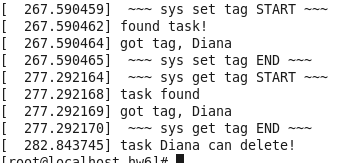 [  267.590459]  ~~~ sys set tag START ~~~
[  267.590462] found task!
[  267.590464] got tag, Diana
[  267.590465]  ~~~ sys set tag END ~~~
[  277.292164]  ~~~ sys get tag START ~~~
[  277.292168] task found
[  277.292169] got tag, Diana
[  277.292170]  ~~~ sys get tag END ~~~
[  282.843745] task Diana can delete!
[root@localhost hw6]#